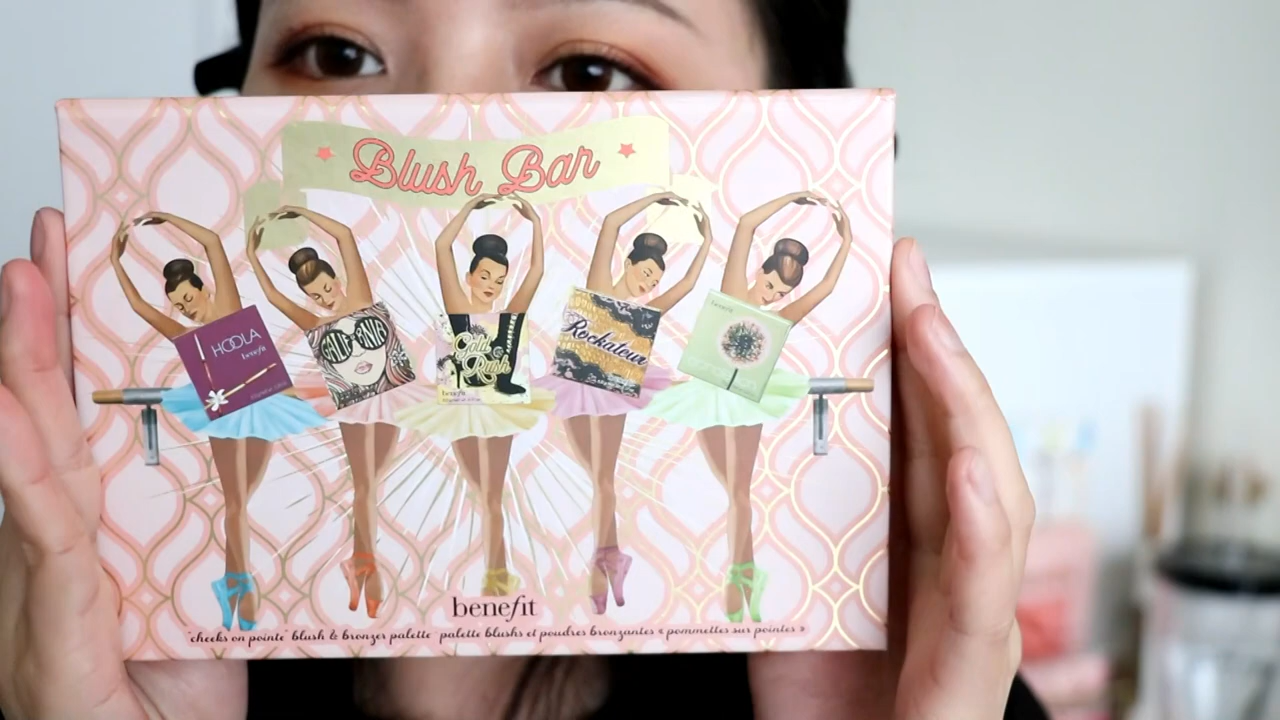 Blush Bar
HOOLA
benefit
CALIFORNIA
Gold Rush
benefit
Rockateur
benefit
benefit
"cheeks on pointe" blush & bronzer palette palette blushs et poudres bronzantes « pommettes sur pointes »